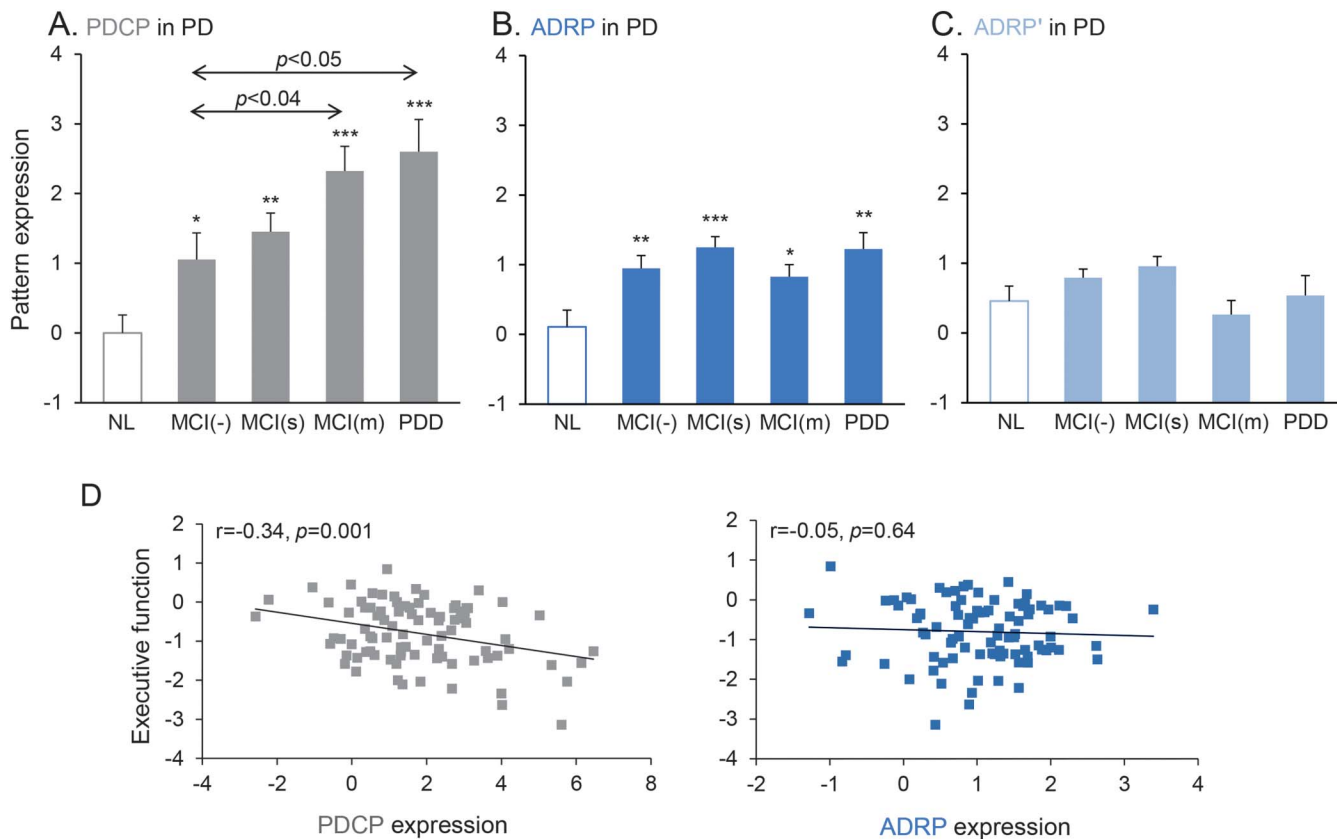 A. PDCP in PD
B. ADRP in PD
C. ADRP' in PD
Pattern expression
4
3
2
1
0
-1
p<0.05
p<0.04
*
**
***
***
NL MCI(-) MCI(s) MCI(m) PDD
4
3
2
1
0
-1
**
***
*
**
NL MCI(-) MCI(s) MCI(m) PDD
4
3
2
1
0
-1
NL MCI(-) MCI(s) MCI(m) PDD
D
Executive function
2
1
0
-1
-2
-3
-4
r=-0.34, p=0.001
-4 -2 0 2 4 6 8
PDCP expression
2
1
0
-1
-2
-3
-4
r=-0.05, p=0.64
-2 -1 0 1 2 3 4
ADRP expression